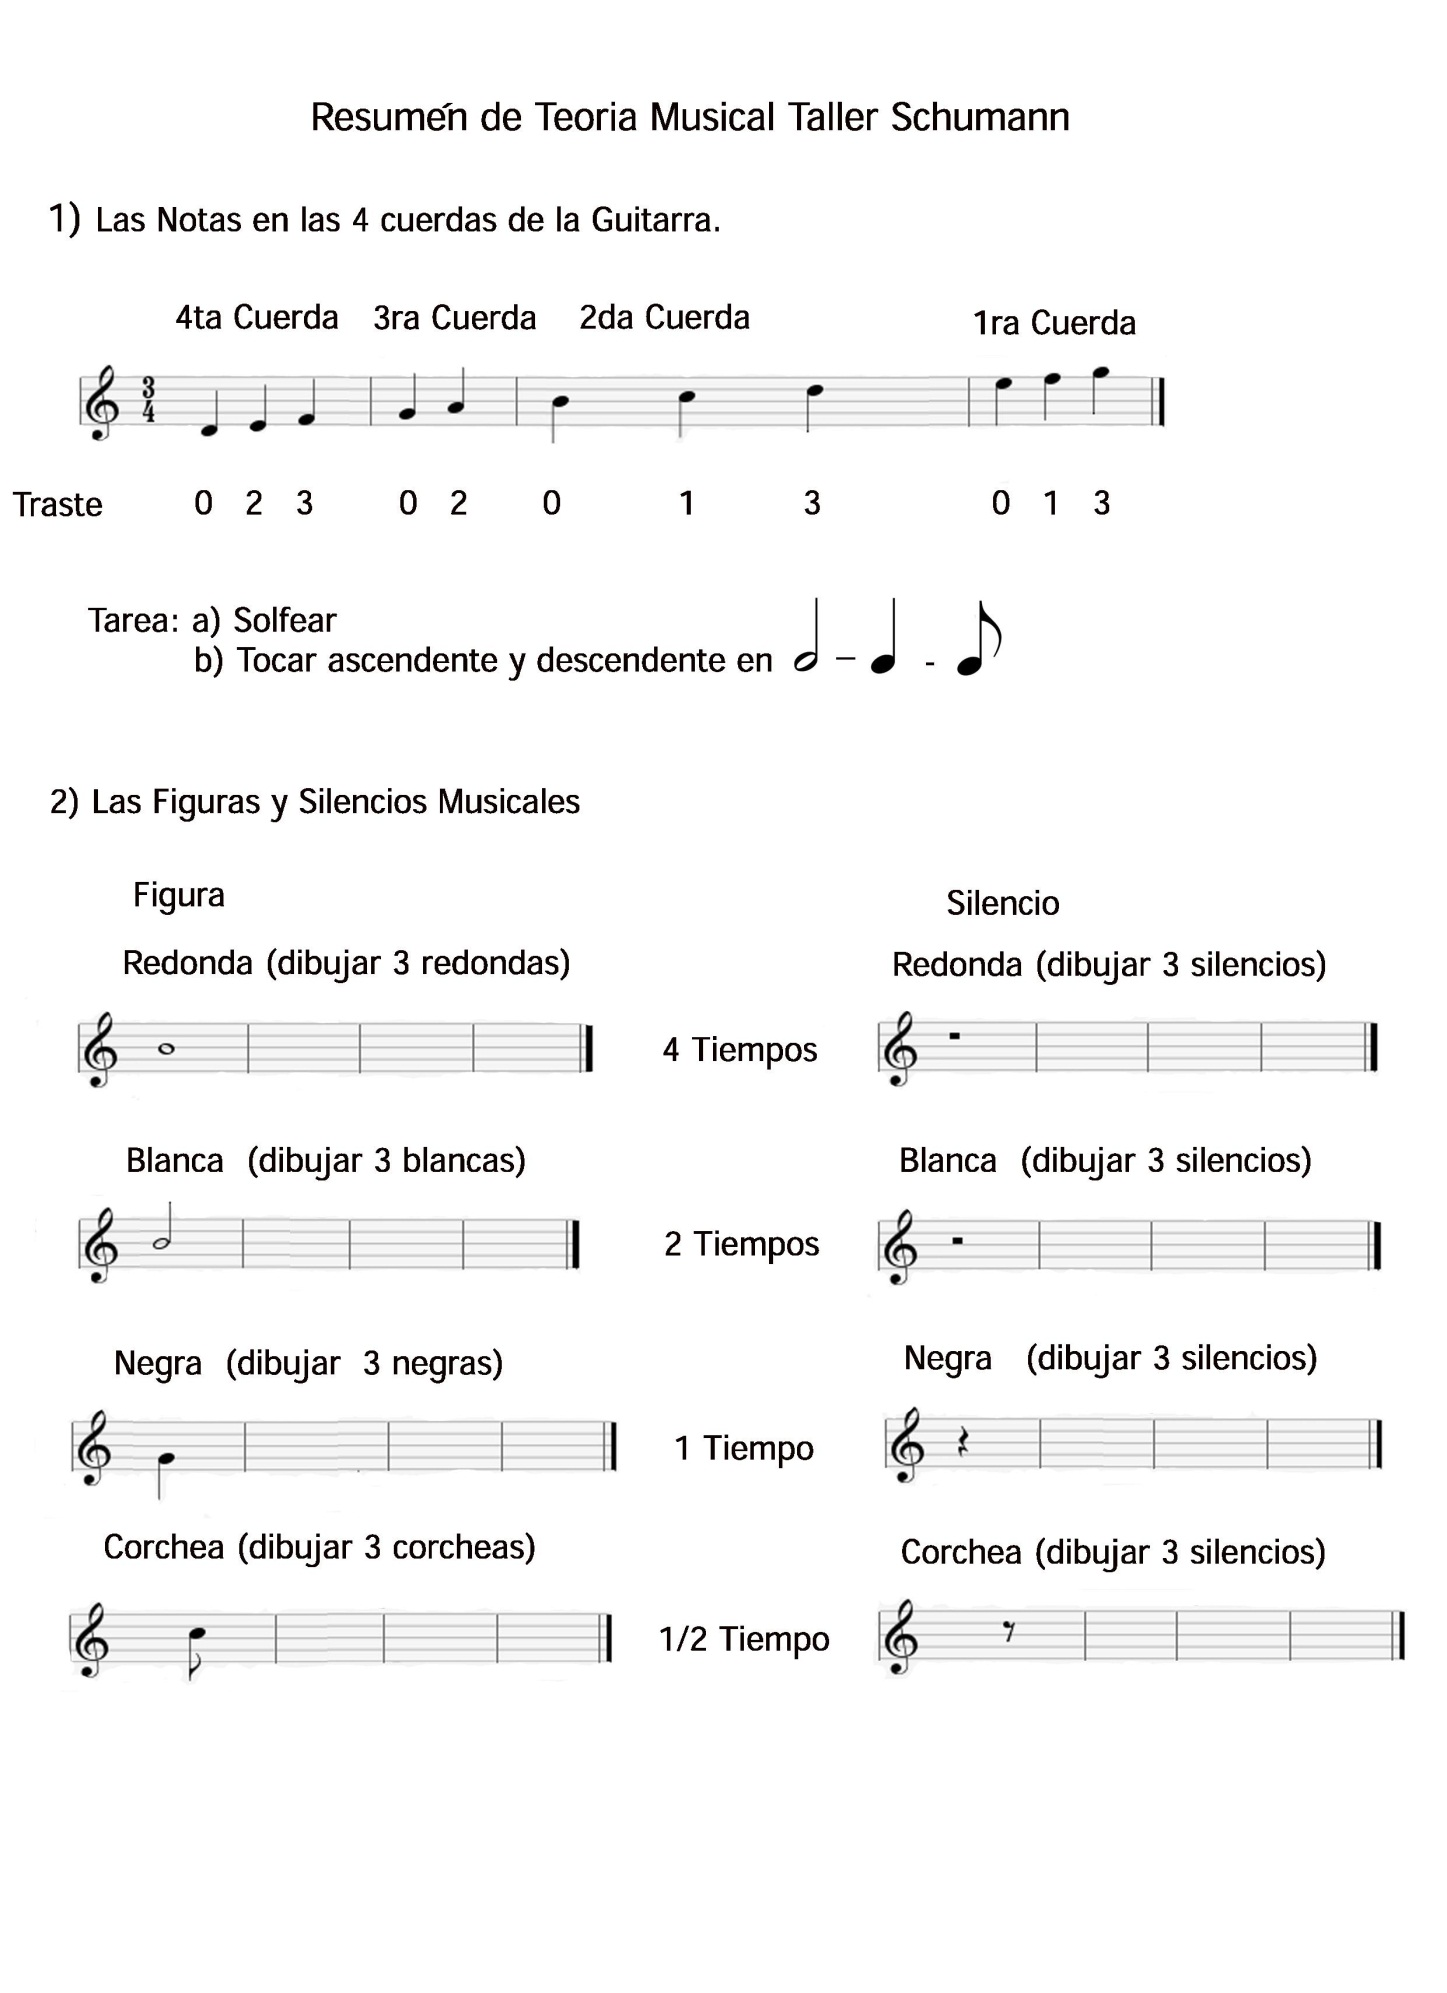 Resumén de Teoria Musical Taller Schumann
1) Las Notas en las 4 cuerdas de la Guitarra.
4ta Cuerda 3ra Cuerda 2da Cuerda 1ra Cuerda
3
4
Traste 0 2 3 0 2 0 1 3 0 1 3
Tarea: a) Solfear
b) Tocar ascendente y descendente en – -
2) Las Figuras y Silencios Musicales
Figura Silencio
Redonda (dibujar 3 redondas) Redonda (dibujar 3 silencios)
4 Tiempos
Blanca (dibujar 3 blancas) Blanca (dibujar 3 silencios)
2 Tiempos
Negra (dibujar 3 negras) Negra (dibujar 3 silencios)
1 Tiempo
Corchea (dibujar 3 corcheas) Corchea (dibujar 3 silencios)
1/2 Tiempo